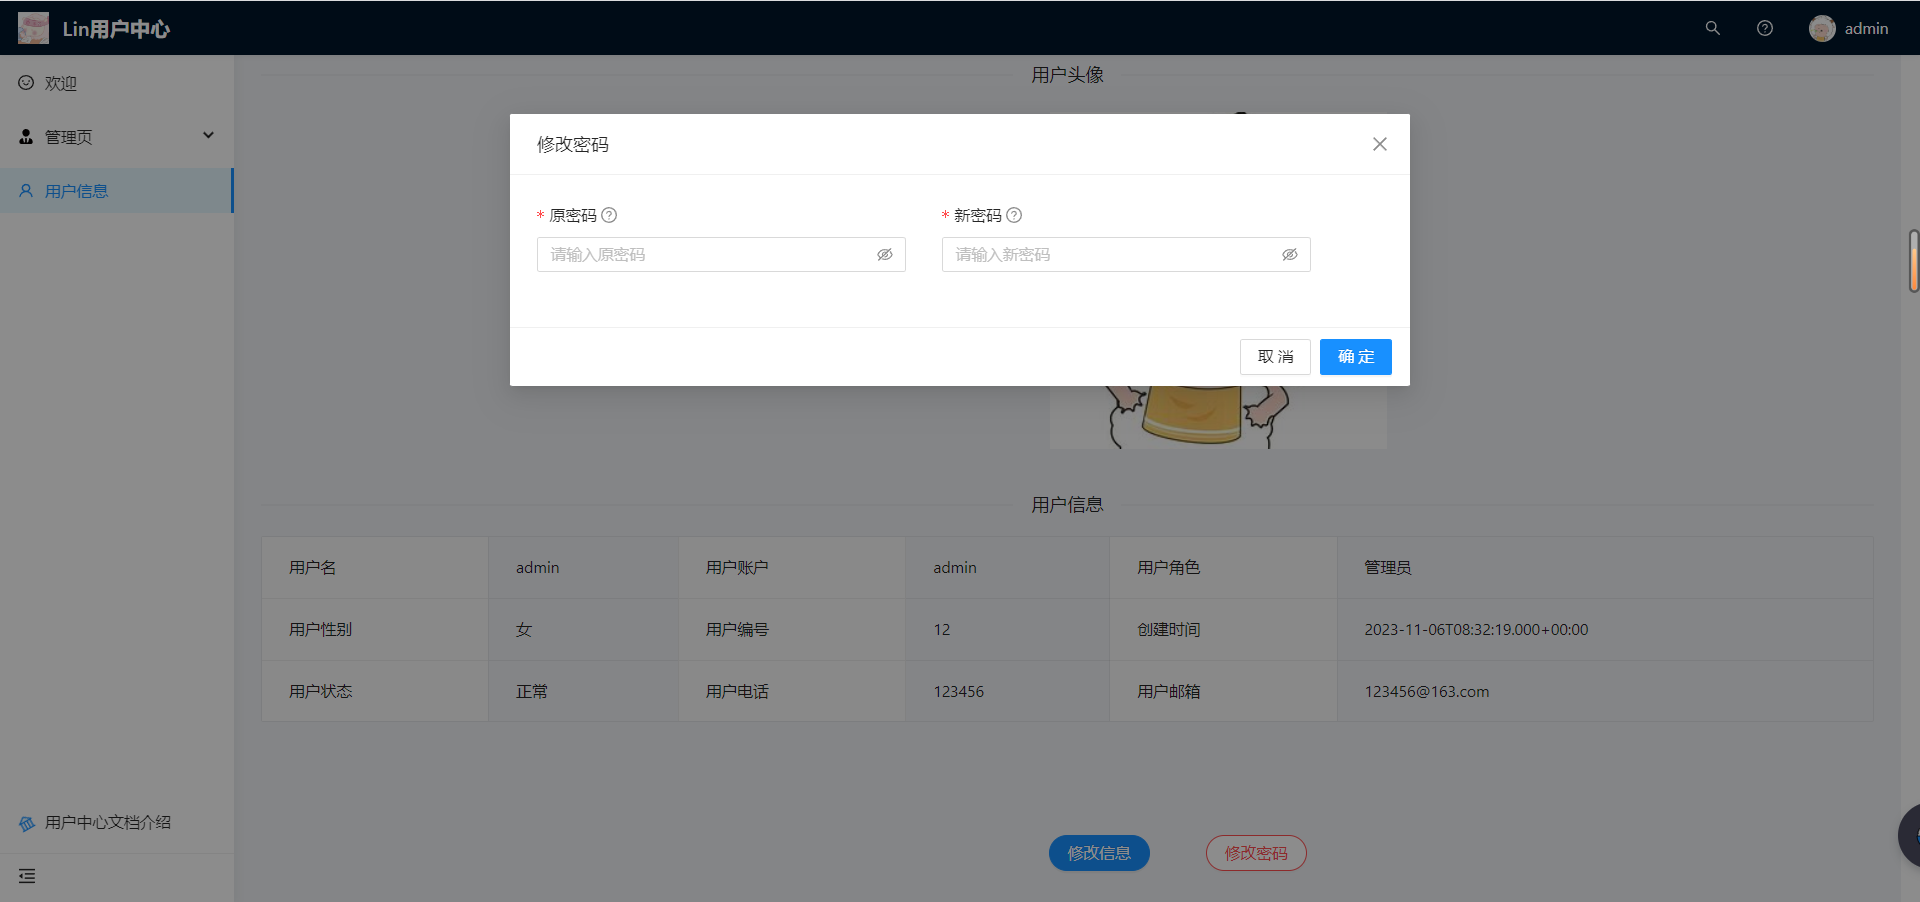 Lin用户中心
admin
欢迎
管理页
用户信息
用户头像
修改密码
* 原密码
* 新密码
请输入原密码
请输入新密码
取 消
确 定
用户信息
用户名 admin 用户账户 admin 用户角色 管理员
用户性别 女 用户编号 12 创建时间 2023-11-06T08:32:19.000+00:00
用户状态 正常 用户电话 123456 用户邮箱 123456@163.com
用户中心文档介绍
修改信息
修改密码